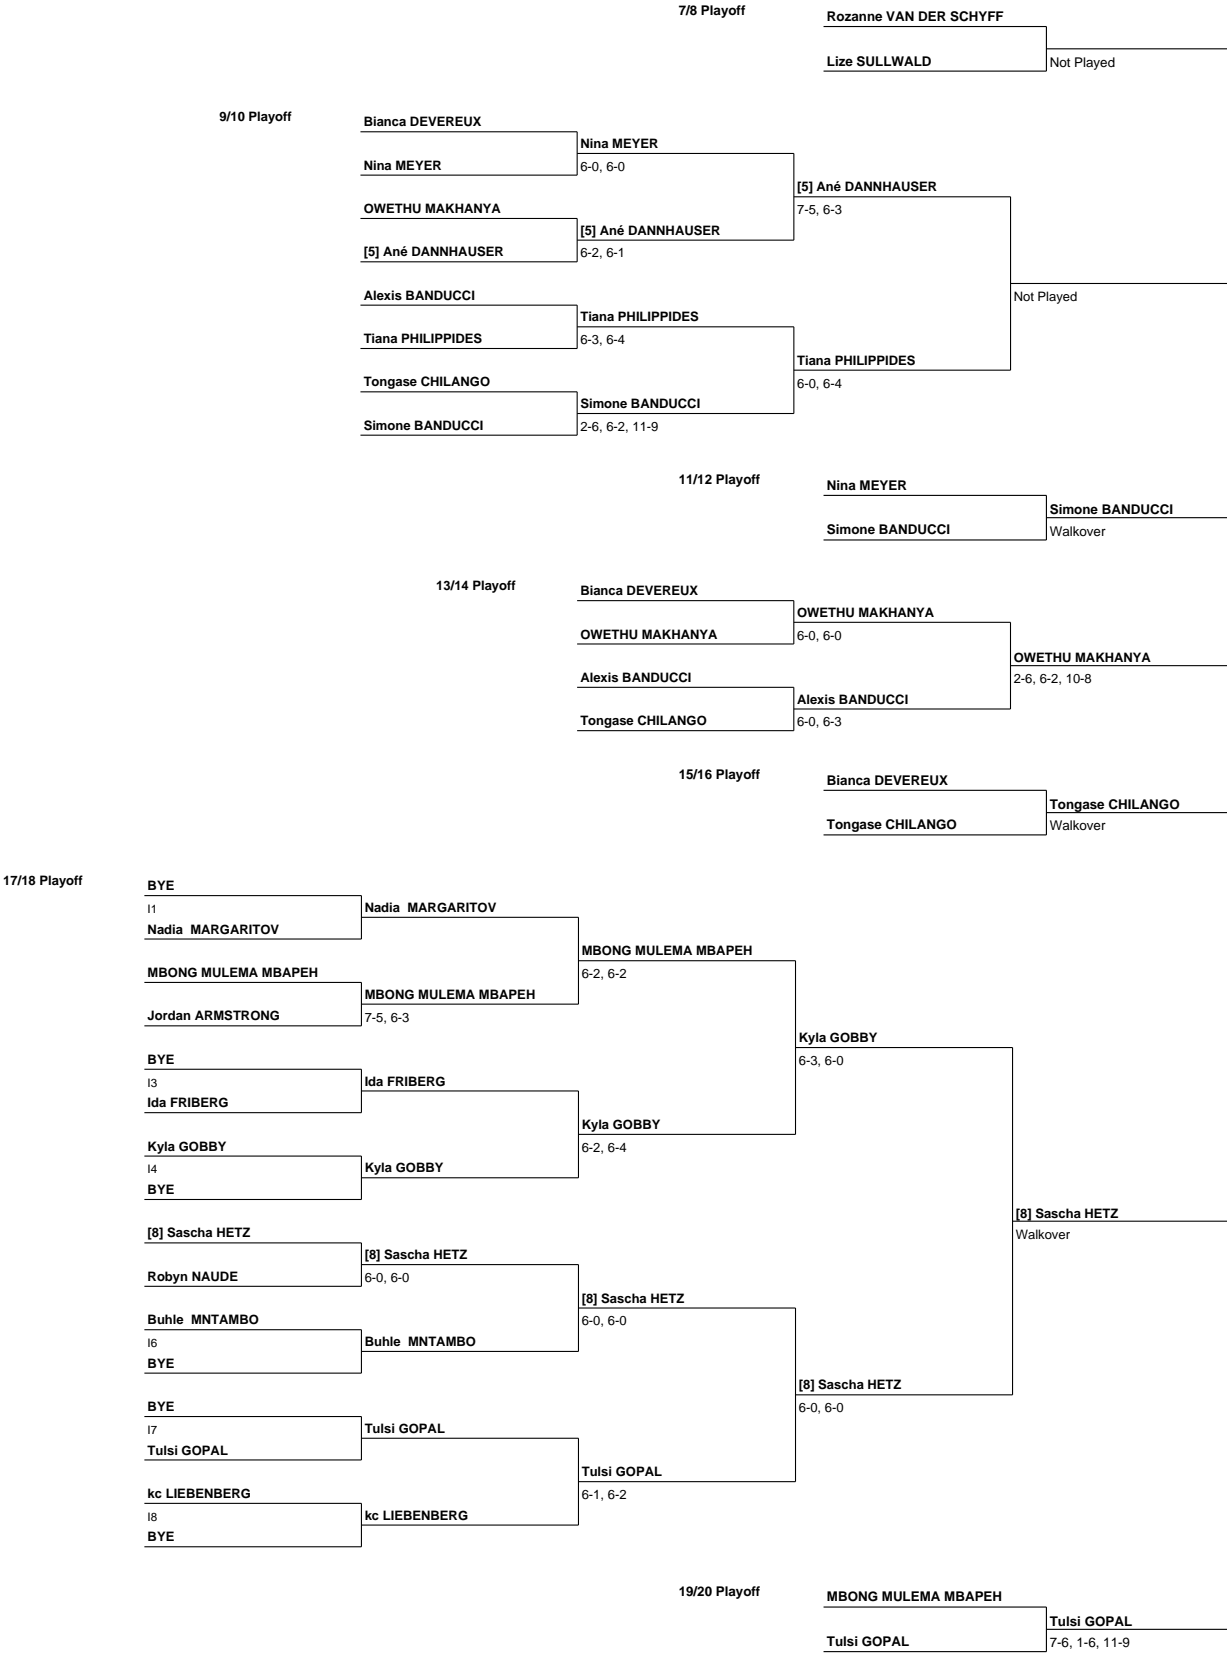 7/8 Playoff
Rozanne VAN DER SCHYFF
Lize SULLWALD
Not Played
9/10 Playoff
Bianca DEVEREUX
Nina MEYER
Nina MEYER
6-0, 6-0
[5] Ané DANNHAUSER
7-5, 6-3
OWETHU MAKHANYA
[5] Ané DANNHAUSER
[5] Ané DANNHAUSER
6-2, 6-1
Alexis BANDUCCI
Not Played
Tiana PHILIPPIDES
Tiana PHILIPPIDES
6-3, 6-4
Tiana PHILIPPIDES
6-0, 6-4
Tongase CHILANGO
Simone BANDUCCI
Simone BANDUCCI
2-6, 6-2, 11-9
11/12 Playoff
Nina MEYER
Simone BANDUCCI
Simone BANDUCCI
Walkover
13/14 Playoff
Bianca DEVEREUX
OWETHU MAKHANYA
OWETHU MAKHANYA
6-0, 6-0
OWETHU MAKHANYA
2-6, 6-2, 10-8
Alexis BANDUCCI
Alexis BANDUCCI
Tongase CHILANGO
6-0, 6-3
15/16 Playoff
Bianca DEVEREUX
Tongase CHILANGO
Tongase CHILANGO
Walkover
17/18 Playoff
BYE
I1
Nadia MARGARITOV
Nadia MARGARITOV
MBONG MULEMA MBAPEH
6-2, 6-2
MBONG MULEMA MBAPEH
MBONG MULEMA MBAPEH
Jordan ARMSTRONG
7-5, 6-3
Kyla GOBBY
6-3, 6-0
BYE
I3
Ida FRIBERG
Ida FRIBERG
Kyla GOBBY
6-2, 6-4
Kyla GOBBY
I4
Kyla GOBBY
BYE
[8] Sascha HETZ
Walkover
[8] Sascha HETZ
[8] Sascha HETZ
Robyn NAUDE
6-0, 6-0
[8] Sascha HETZ
6-0, 6-0
Buhle MNTAMBO
I6
Buhle MNTAMBO
BYE
[8] Sascha HETZ
6-0, 6-0
BYE
I7
Tulsi GOPAL
Tulsi GOPAL
Tulsi GOPAL
6-1, 6-2
kc LIEBENBERG
I8
kc LIEBENBERG
BYE
19/20 Playoff
MBONG MULEMA MBAPEH
Tulsi GOPAL
Tulsi GOPAL
7-6, 1-6, 11-9